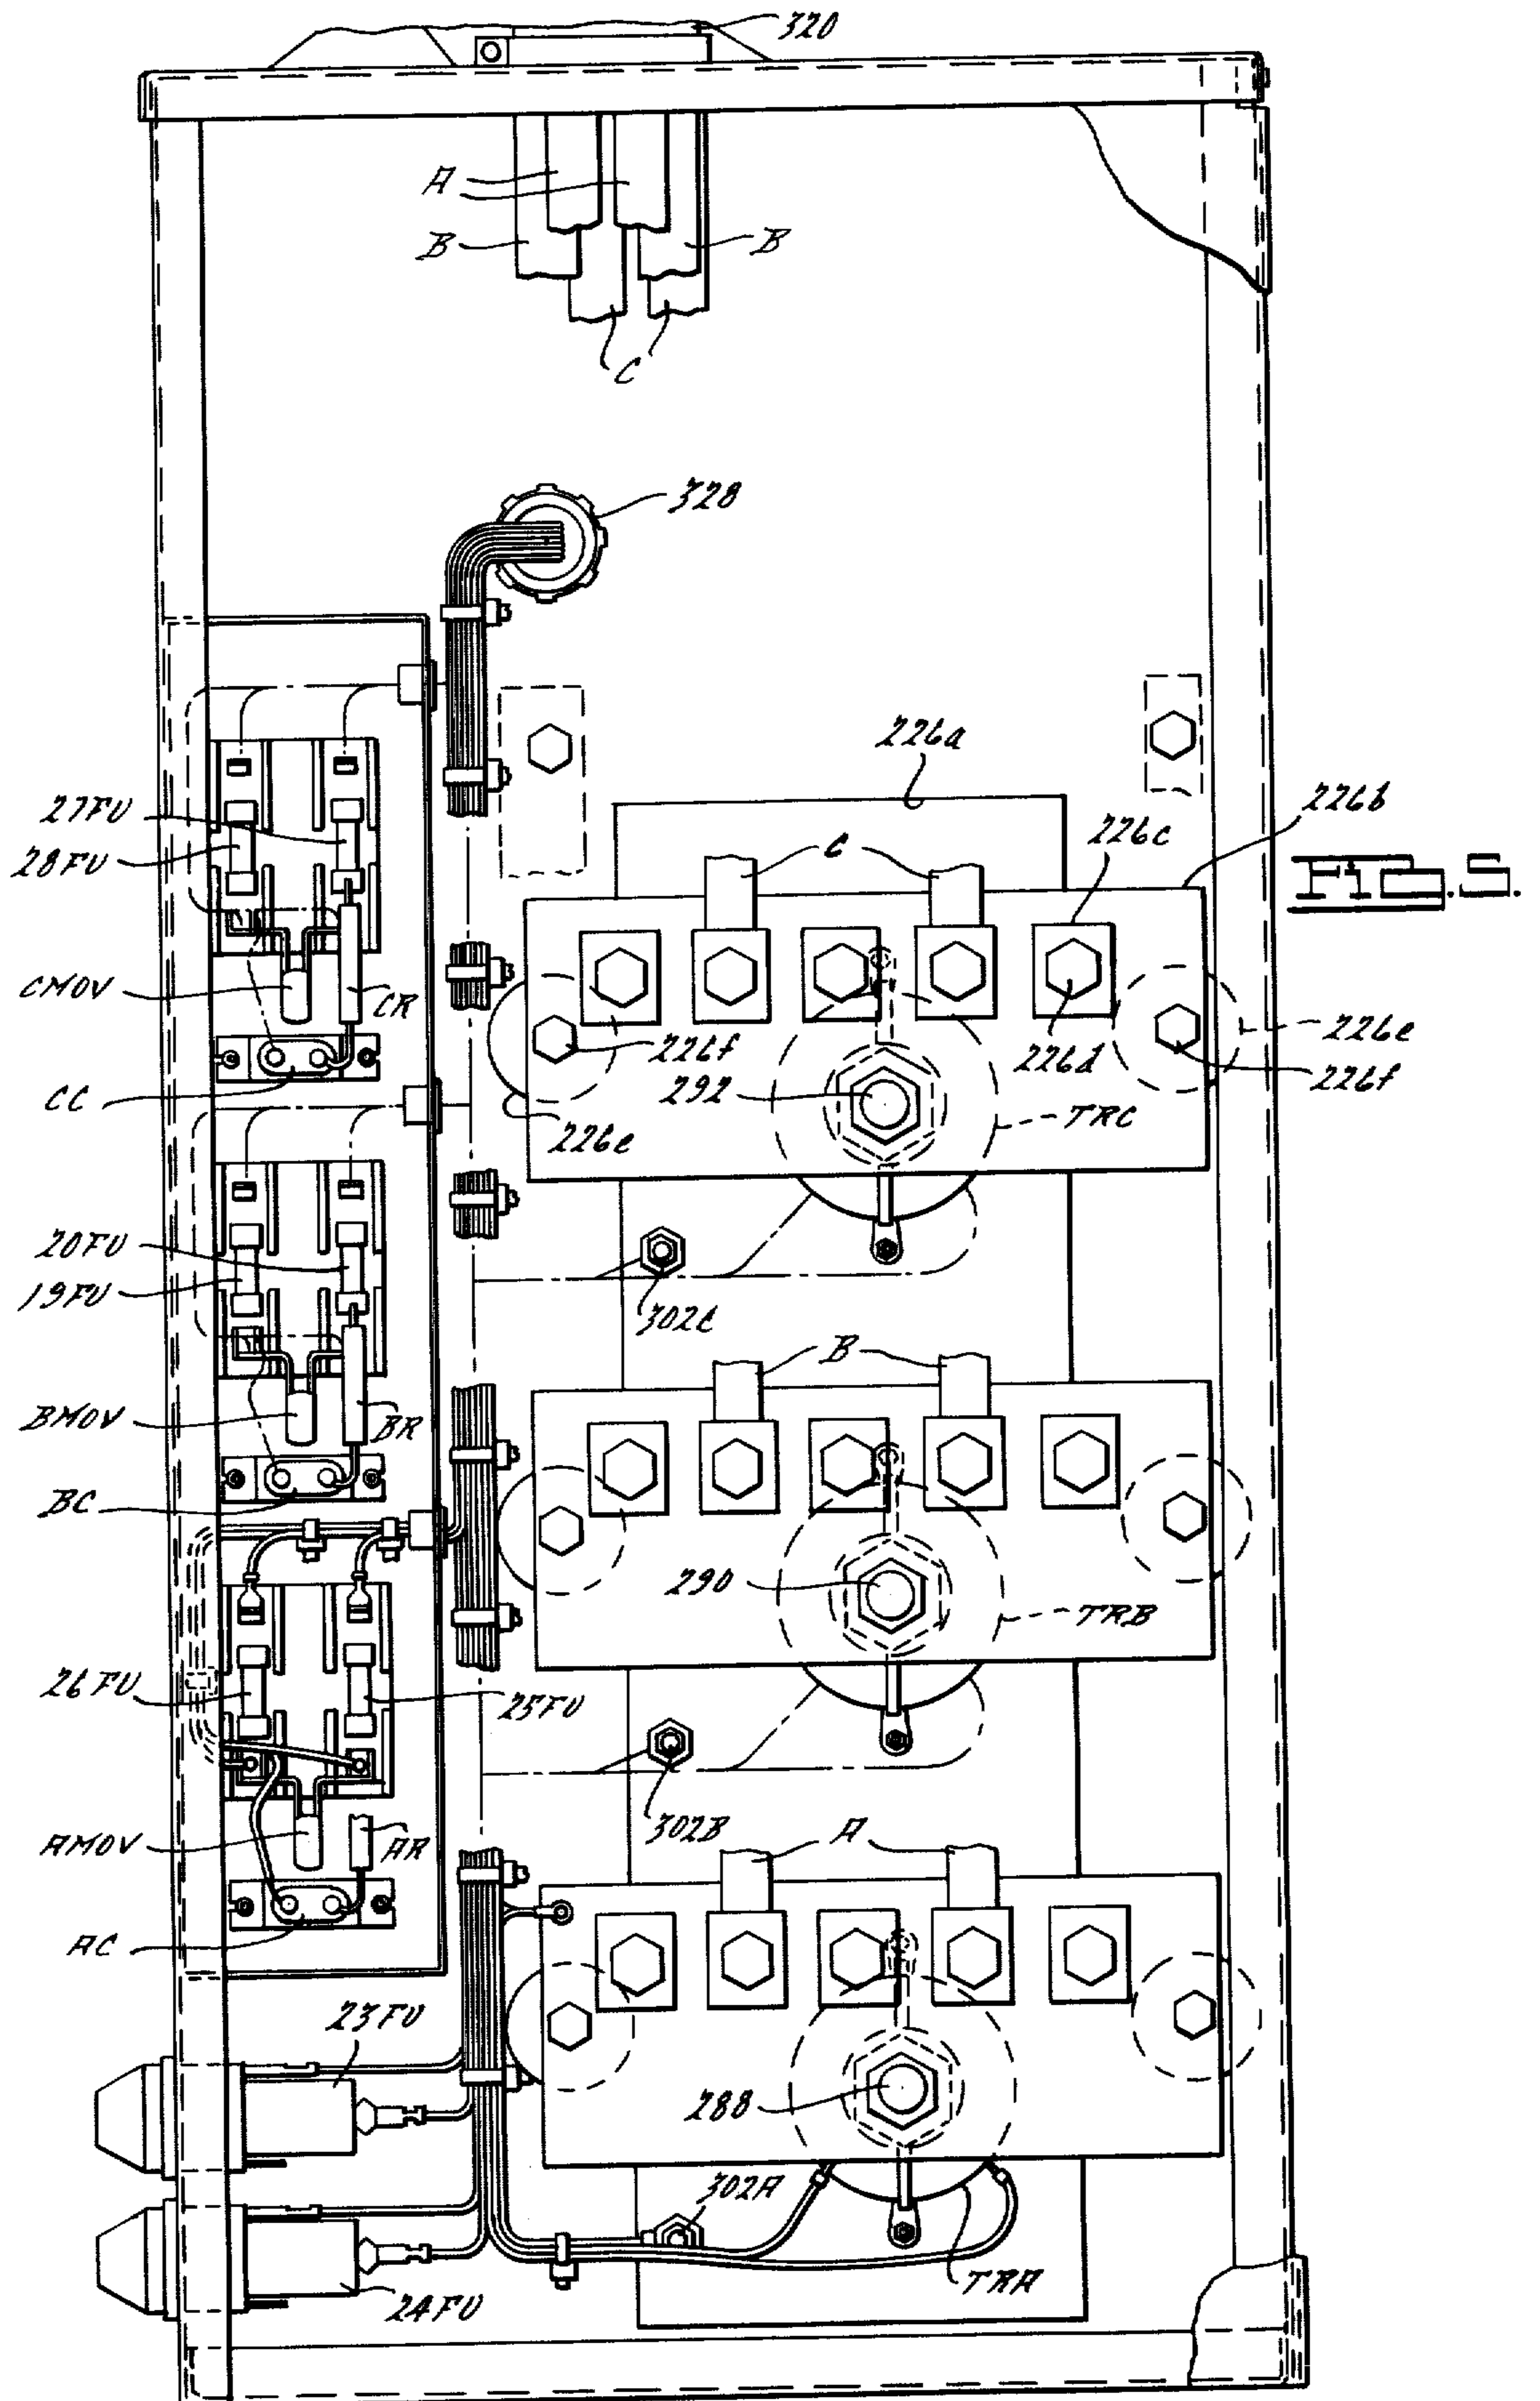 320
A
B
B
C
328
226a
226b
27FU
28FU
C
226c
FIG. 5.
CMOV
CR
226f
226d
226e
226f
CC
292
TRC
226e
20FU
19FU
302C
B
BMOV
BR
BC
290
TRB
26FU
25FU
302B
A
AMOV
AR
AC
23FU
288
302A
TRA
24FU